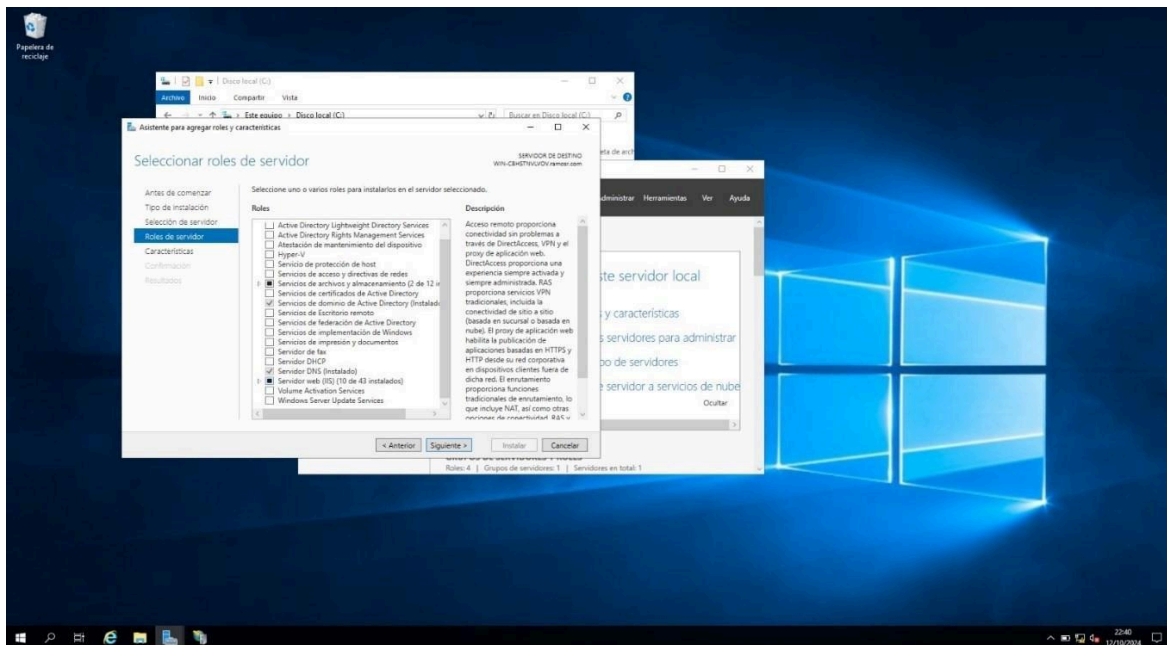 Papelera de
reciclaje
Disco local (C:)
Archivo Inicio Compartir Vista
Este equipo > Disco local (C:)
Buscar en Disco local (C:)
Asistente para agregar roles y características
Seleccionar roles de servidor
SERVIDOR DE DESTINO
Antes de comenzar
Tipo de instalación
Selección de servidor
Roles de servidor
Características
Confirmación
Resultados
Seleccione uno o varios roles para instalarlos en el servidor seleccionado.
Roles
Active Directory Lightweight Directory Services
Active Directory Rights Management Services
Atestación de mantenimiento del dispositivo
Hyper-V
Servicio de protección de host
Servicios de acceso y directivas de redes
Servicios de archivos y almacenamiento (2 de 12 in
Servicios de certificados de Active Directory
Servicios de dominio de Active Directory (Instalado
Servicios de Escritorio remoto
Servicios de federación de Active Directory
Servicios de implementación de Windows
Servicios de impresión y documentos
Servidor de fax
Servidor DHCP
Servidor DNS (Instalado)
Servidor web (IIS) (10 de 43 instalados)
Volume Activation Services
Windows Server Update Services
Descripción
Acceso remoto proporciona
conectividad sin problemas a
través de DirectAccess, VPN y el
proxy de aplicación web.
DirectAccess proporciona una
experiencia siempre activada y
siempre administrada. RAS
proporciona servicios VPN
tradicionales, incluida la
conectividad de sitio a sitio
(basada en sucursal o basada en
nube). El proxy de aplicación web
habilita la publicación de
aplicaciones basadas en HTTPS y
HTTP desde su red corporativa
en dispositivos clientes fuera de
dicha red. El enrutamiento
proporciona funciones
tradicionales de enrutamiento, lo
que incluye NAT, así como otras
opciones de conectividad. RAS y
< Anterior Siguiente > Instalar Cancelar
dministrar Herramientas Ver Ayuda
ste servidor local
y características
s servidores para administrar
po de servidores
e servidor a servicios de nube
Ocultar
GRUPOS DE SERVIDORES Y ROLES
Roles: 4 | Grupos de servidores: 1 | Servidores en total: 1
22:40
12/10/2024